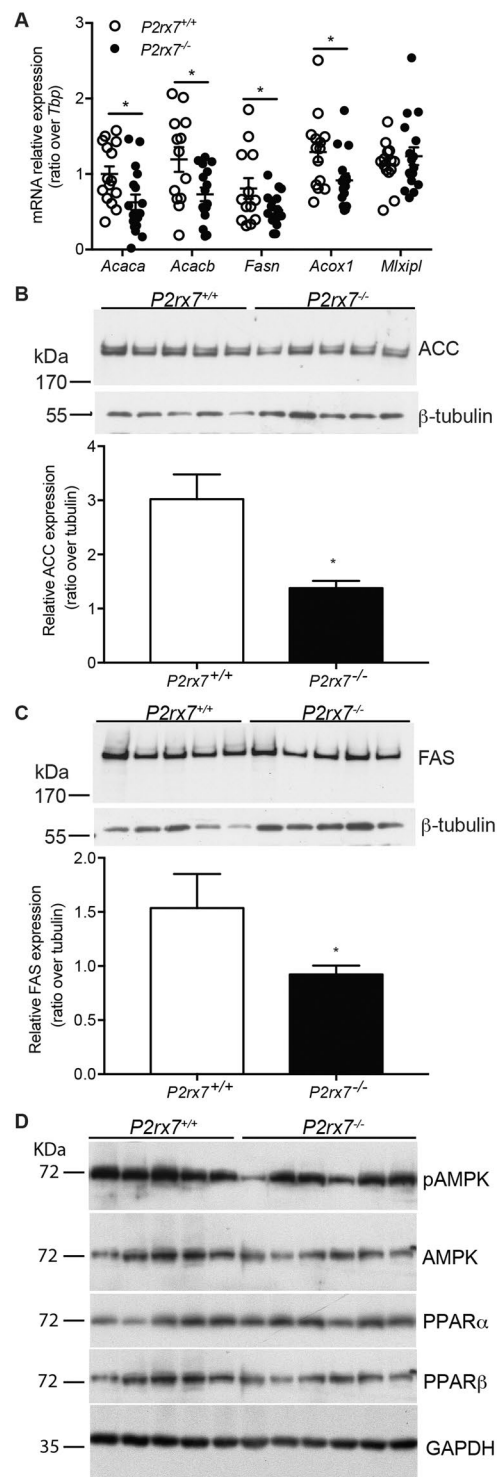 A
P2rx7+/+
P2rx7-/-
mRNA relative expression
(ratio over Tbp)
3
2
1
0
*
*
*
*
Acaca Acacb Fasn Acox1 Mlxipl
B
P2rx7+/+ P2rx7-/-
kDa
170
55
ACC
β-tubulin
Relative ACC expression
(ratio over tubulin)
4
3
2
1
0
*
P2rx7+/+ P2rx7-/-
C
P2rx7+/+ P2rx7-/-
kDa
170
55
FAS
β-tubulin
Relative FAS expression
(ratio over tubulin)
2.0
1.5
1.0
0.5
0.0
*
P2rx7+/+ P2rx7-/-
D
P2rx7+/+ P2rx7-/-
KDa
72 pAMPK
72 AMPK
72 PPARα
72 PPARβ
35 GAPDH